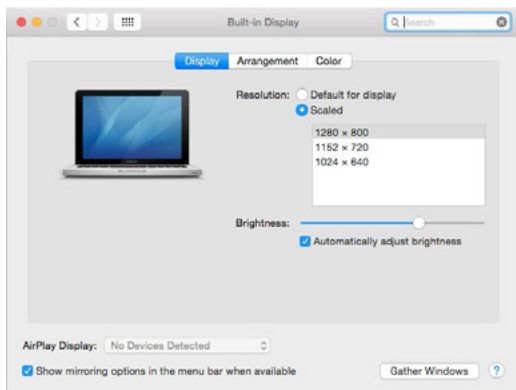 Built-in Display
Search
Display Arrangement Color
Resolution: Default for display
Scaled
1280 × 800
1152 × 720
1024 × 640
Brightness:
Automatically adjust brightness
AirPlay Display: No Devices Detected
Show mirroring options in the menu bar when available
Gather Windows ?